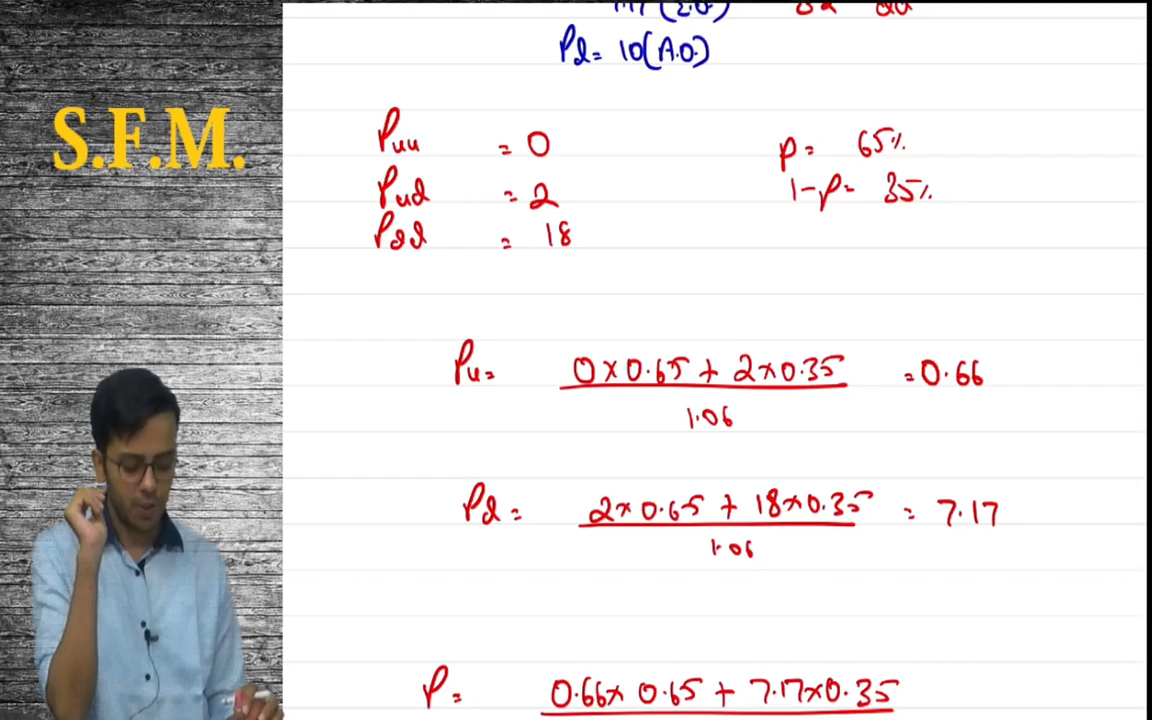 S.F.M.
Pd = 10(A.O.)
Puu = 0
p = 65%
Pud = 2
1-p = 35%
Pdd = 18
Pu = 0 x 0.65 + 2 x 0.35 = 0.66
1.06
Pd = 2 x 0.65 + 18 x 0.35 = 7.17
1.06
P = 0.66 x 0.65 + 7.17 x 0.35